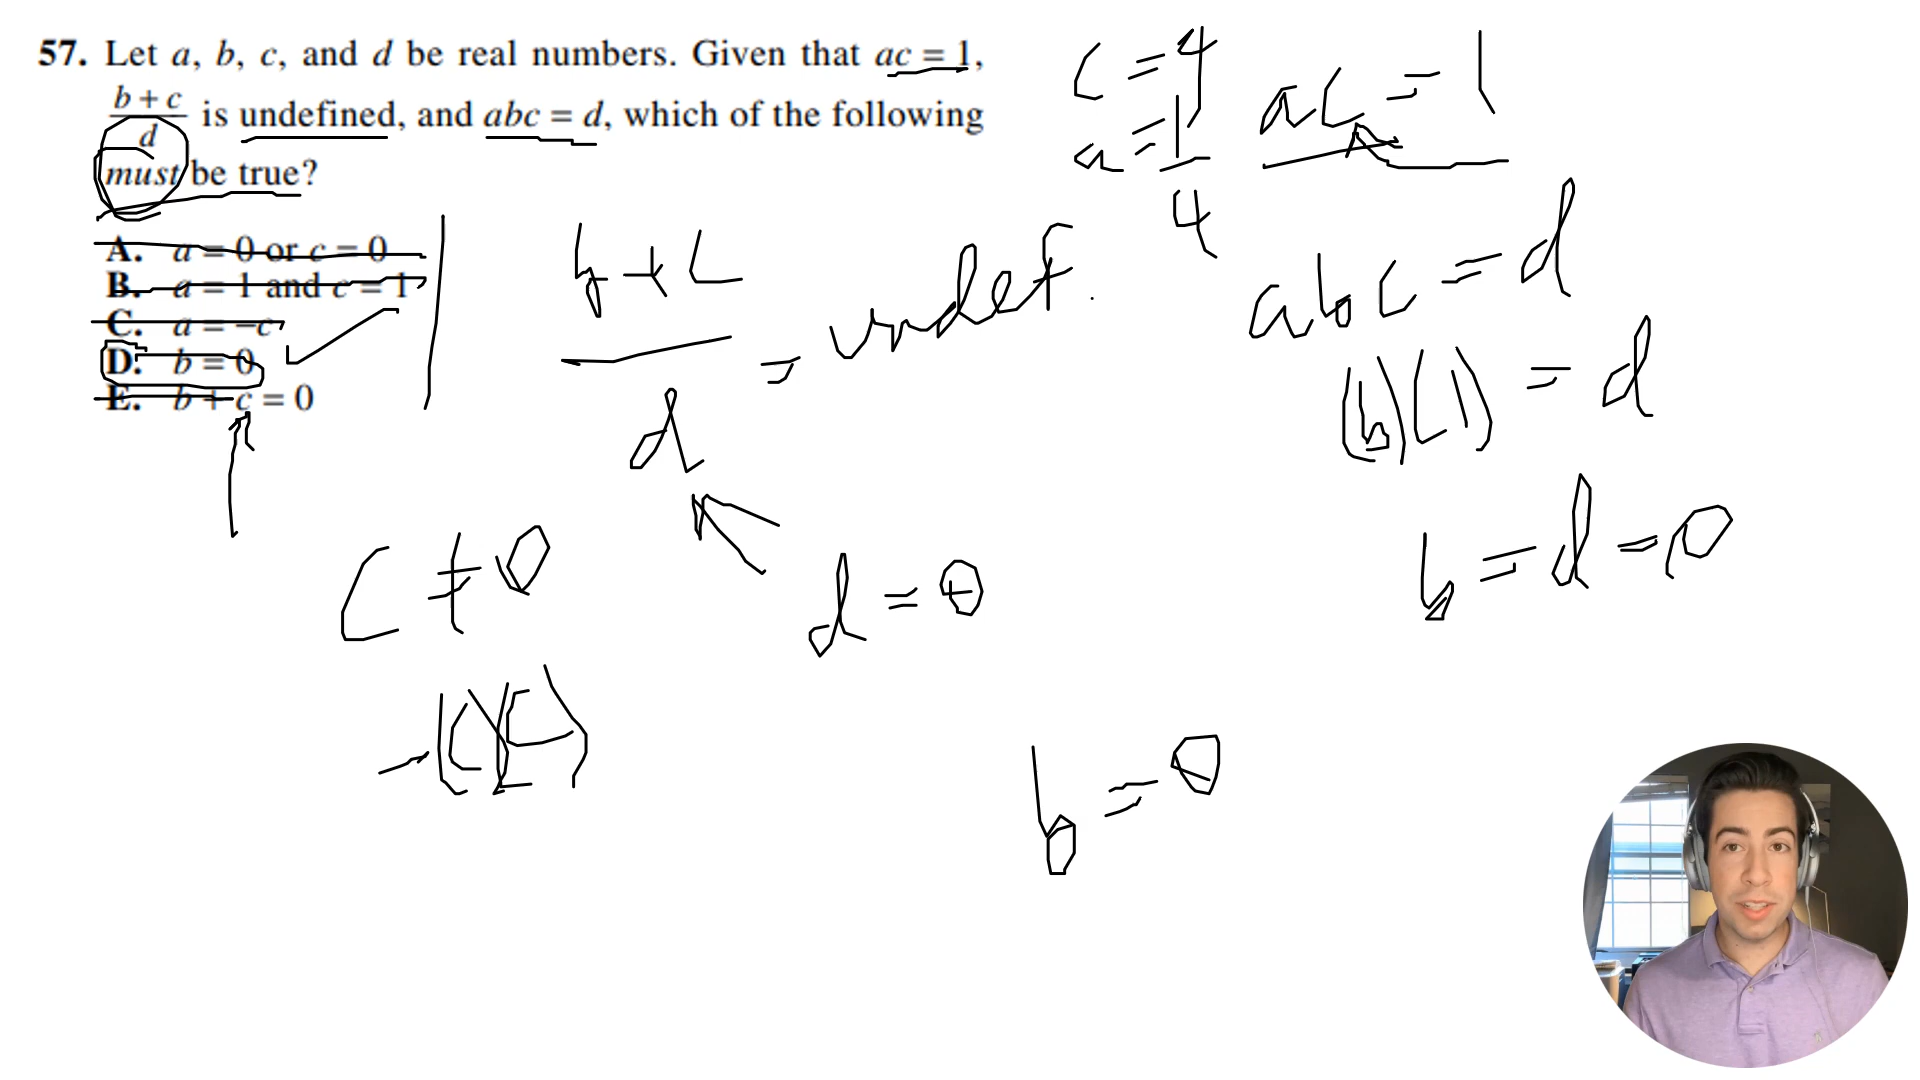 57. Let a, b, c, and d be real numbers. Given that ac = 1,
b + c / d is undefined, and abc = d, which of the following
must be true?
A. a = 0 or c = 0
B. a = 1 and c = 1
C. a = −c
D. b = 0
E. b + c = 0
b + c / d = undef.
d = 0
c ≠ 0
-(c)(c)
c = 4
a = 1/4
ac = 1
abc = d
(b)(1) = d
b = d = 0
b = 0